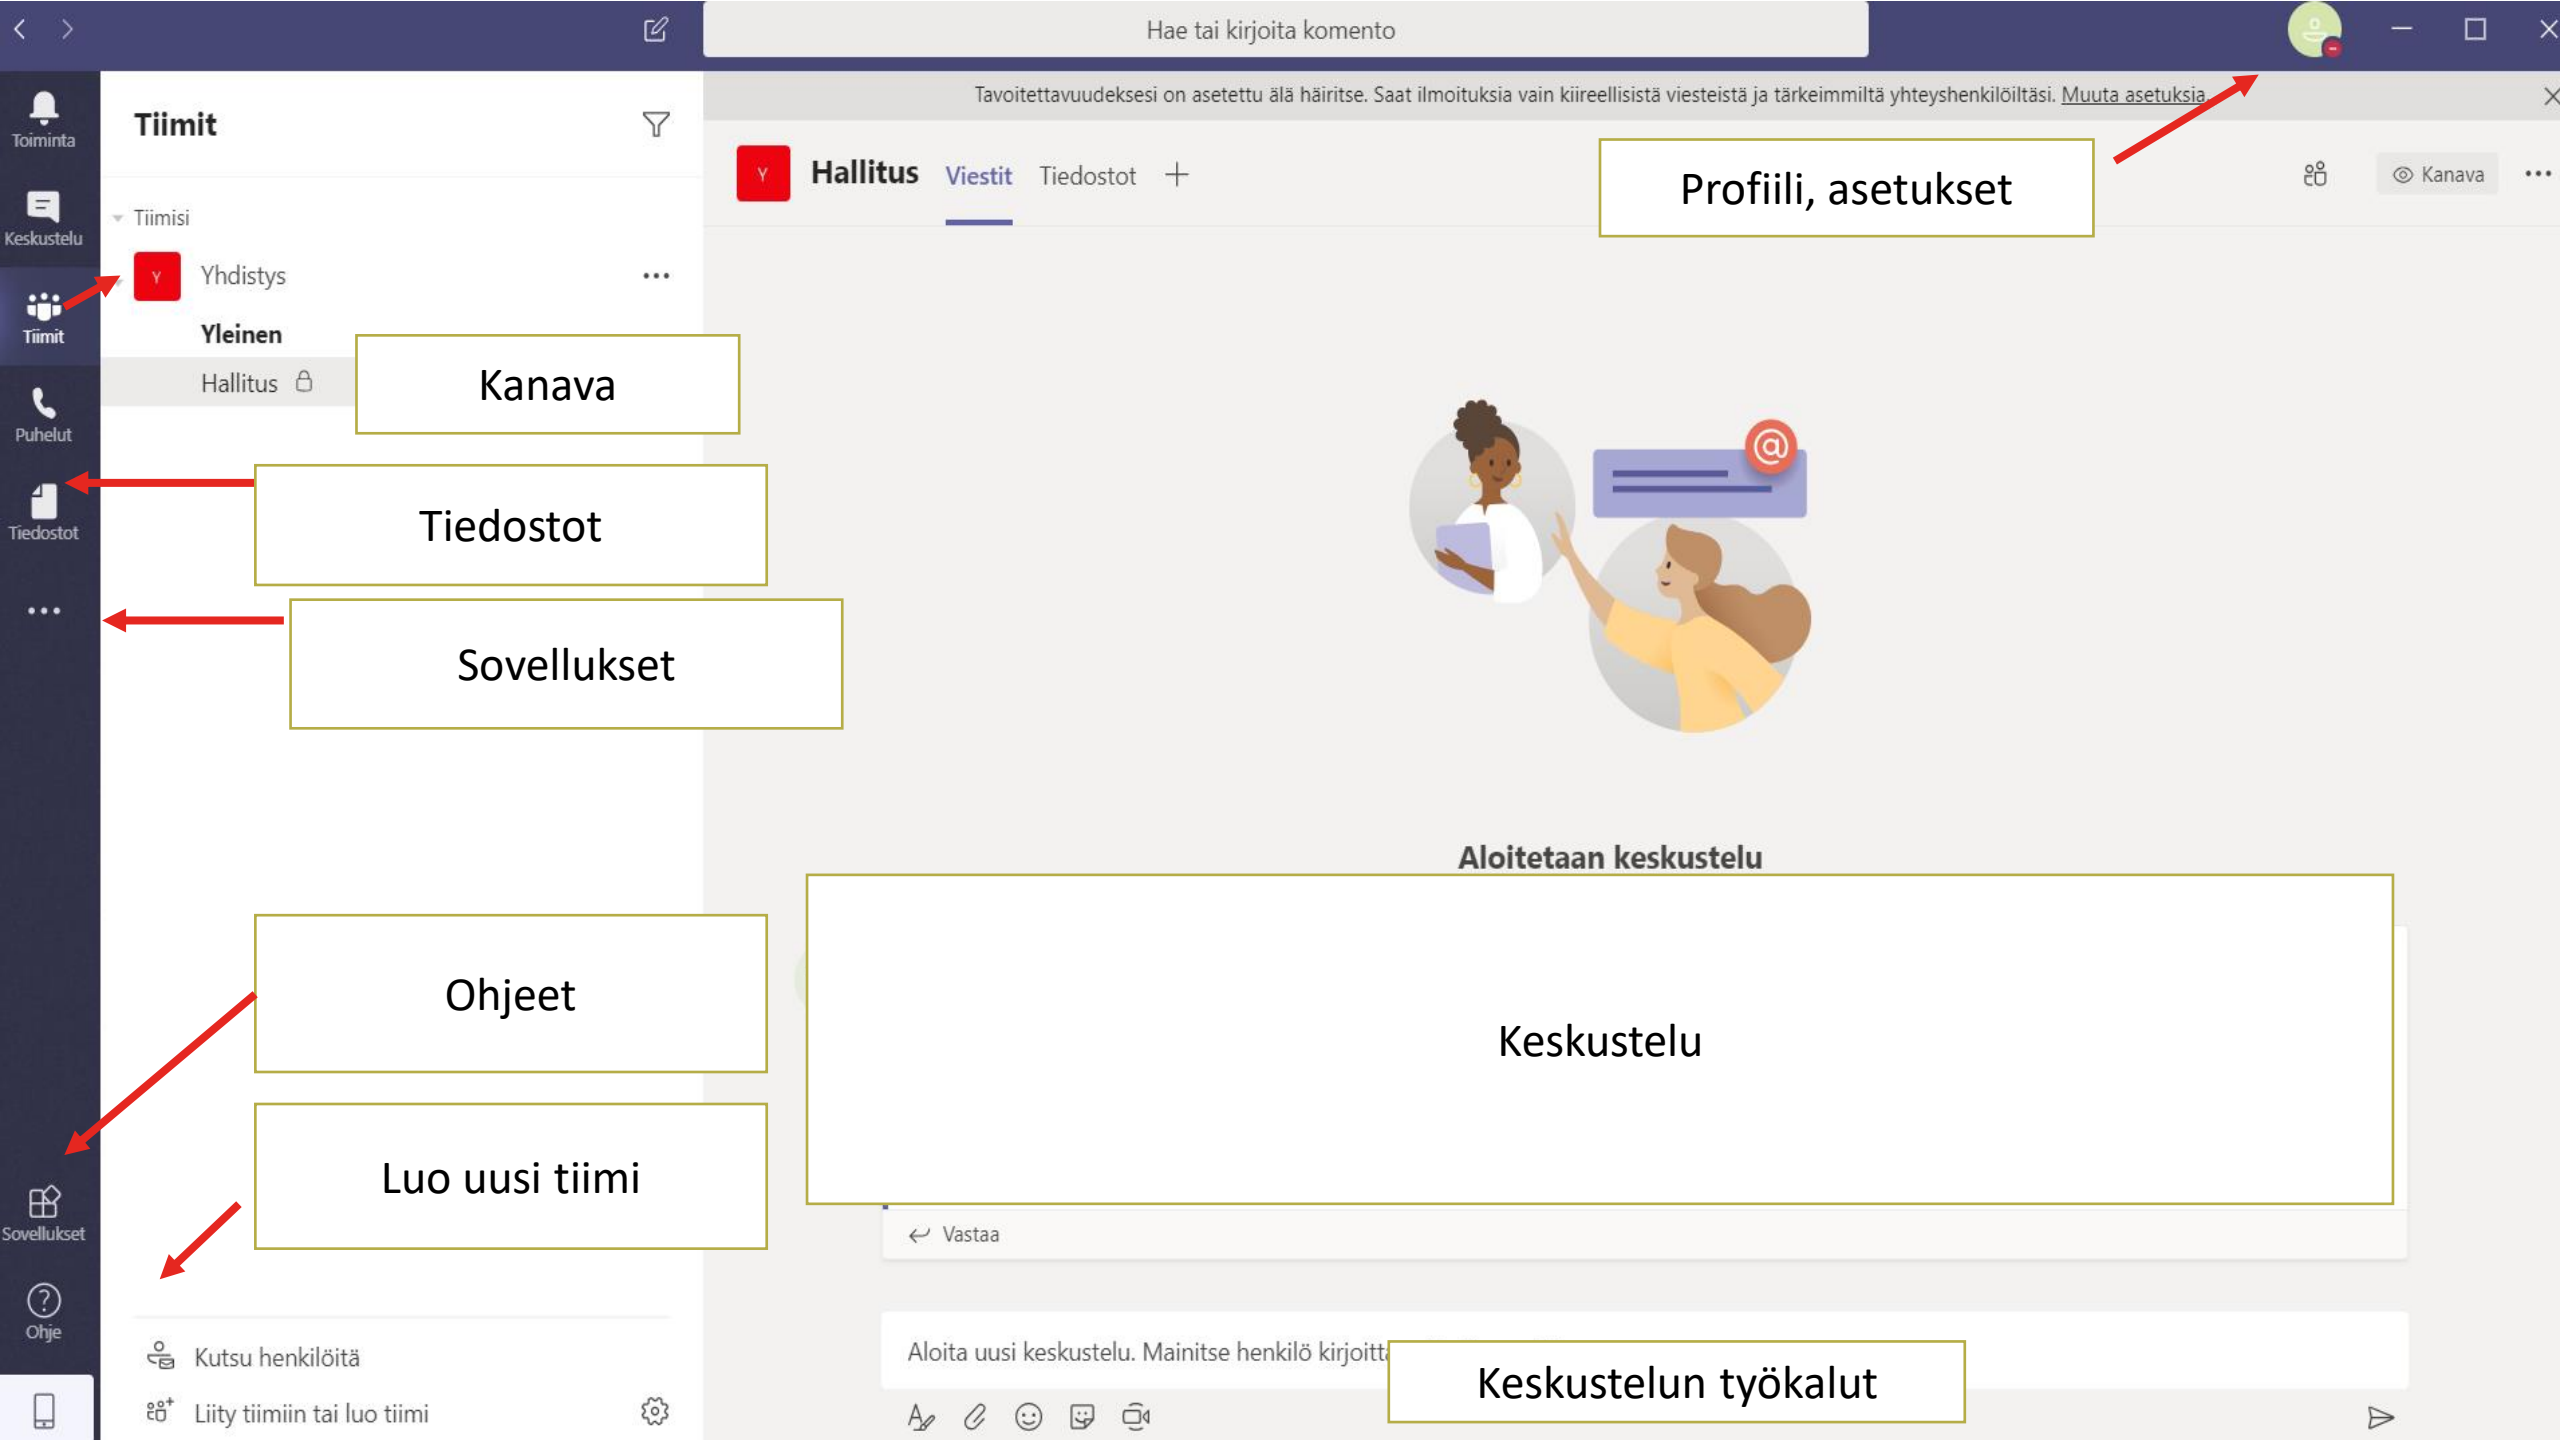 Hae tai kirjoita komento
Tavoitettavuudeksesi on asetettu älä häiritse. Saat ilmoituksia vain kiireellisistä viesteistä ja tärkeimmiltä yhteyshenkilöiltäsi. Muuta asetuksia.
Toiminta
Keskustelu
Tiimit
Puhelut
Tiedostot
Sovellukset
Ohje
Tiimit
Tiimisi
Y Yhdistys
Yleinen
Hallitus
Kanava
Tiedostot
Sovellukset
Ohjeet
Luo uusi tiimi
Kutsu henkilöitä
Liity tiimiin tai luo tiimi
Y Hallitus Viestit Tiedostot
Profiili, asetukset
Kanava
@
Aloitetaan keskustelu
Keskustelu
Vastaa
Aloita uusi keskustelu. Mainitse henkilö
Keskustelun työkalut